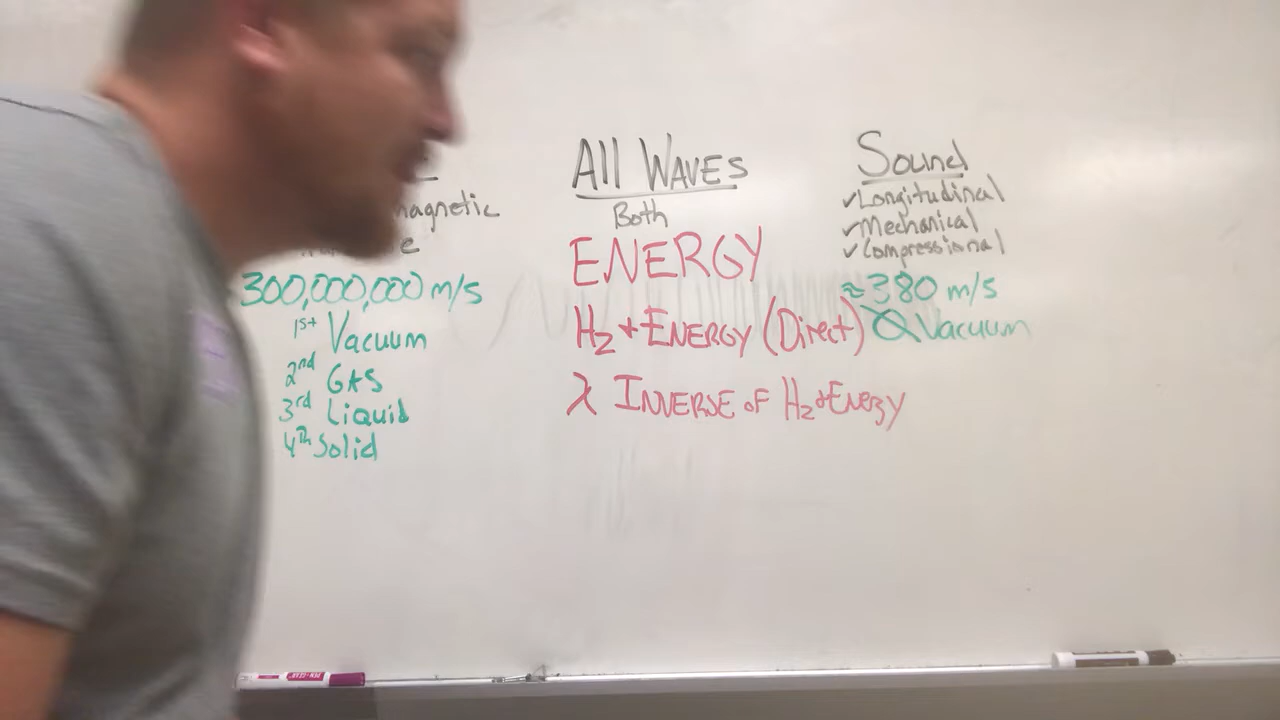 magnetic
300,000,000 m/s
1st Vacuum
2nd GAS
3rd Liquid
4th Solid
All WAVES
Both
ENERGY
Hz + ENERGY (Direct)
λ INVERSE OF Hz + Energy
Sound
✓Longitudinal
✓Mechanical
✓Compressional
≈380 m/s
Vacuum